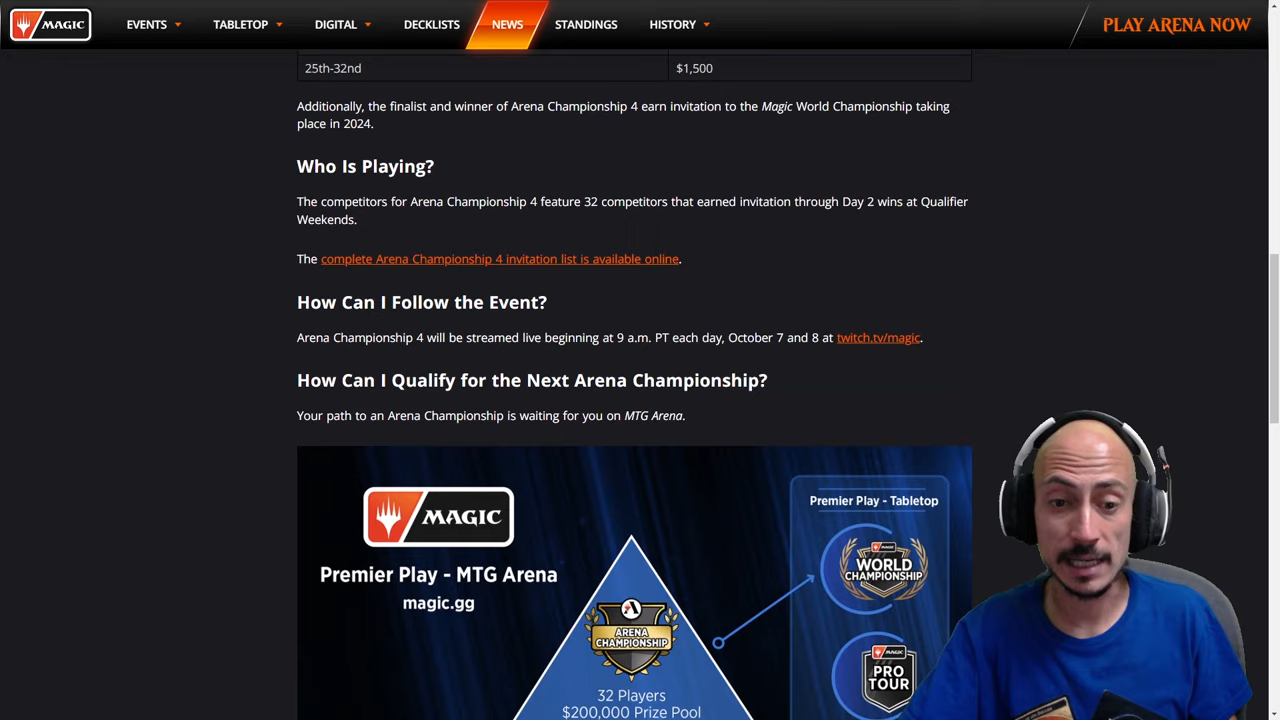 MAGIC EVENTS TABLETOP DIGITAL DECKLISTS NEWS STANDINGS HISTORY PLAY ARENA NOW
25th-32nd $1,500
Additionally, the finalist and winner of Arena Championship 4 earn invitation to the Magic World Championship taking
place in 2024.
Who Is Playing?
The competitors for Arena Championship 4 feature 32 competitors that earned invitation through Day 2 wins at Qualifier
Weekends.
The complete Arena Championship 4 invitation list is available online.
How Can I Follow the Event?
Arena Championship 4 will be streamed live beginning at 9 a.m. PT each day, October 7 and 8 at twitch.tv/magic.
How Can I Qualify for the Next Arena Championship?
Your path to an Arena Championship is waiting for you on MTG Arena.
MAGIC
Premier Play - MTG Arena
magic.gg
ARENA
CHAMPIONSHIP
32 Players
$200,000 Prize Pool
Premier Play - Tabletop
MAGIC
WORLD
CHAMPIONSHIP
MAGIC
PRO
TOUR